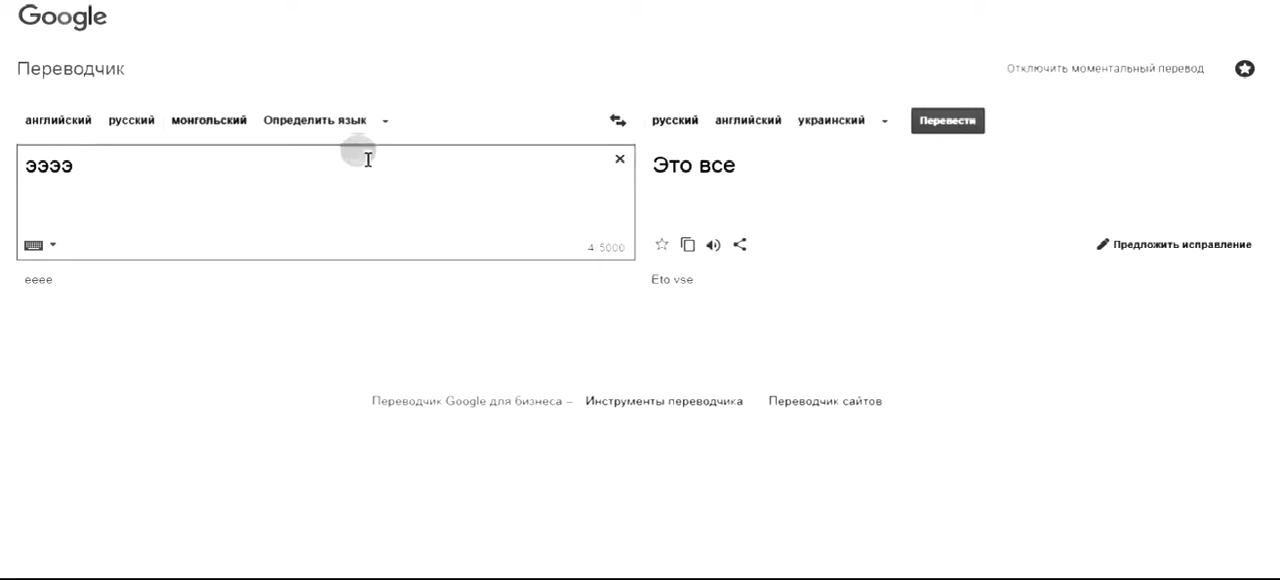 Google
Переводчик
Отключить моментальный перевод
английский русский монгольский Определить язык
русский английский украинский Перевести
ээээ
Это все
4/5000
Предложить исправление
eeee
Eto vse
Переводчик Google для бизнеса – Инструменты переводчика Переводчик сайтов